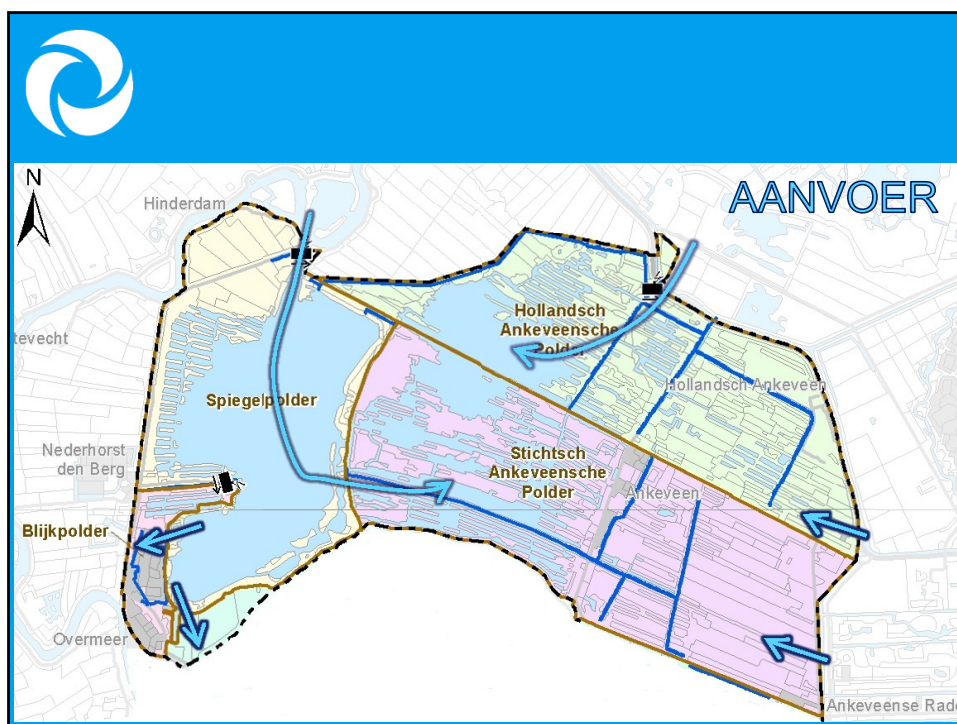 N
AANVOER
Hinderdam
Hollandsch
Ankeveensche
Polder
tevecht
Hollandsch Ankeveen
Spiegelpolder
Nederhorst
den Berg
Stichtsch
Ankeveensche
Polder
Ankeveen
Blijkpolder
Overmeer
Ankeveense Rade